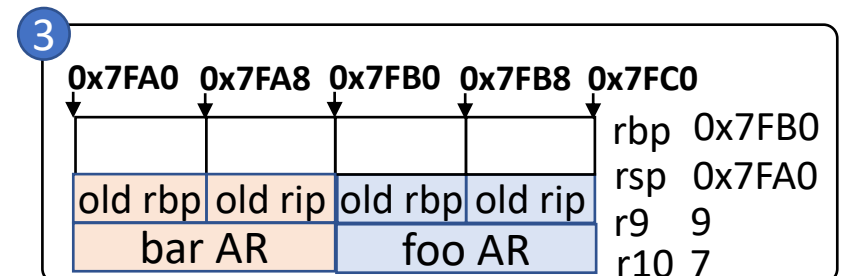 3
0x7FA0 0x7FA8 0x7FB0 0x7FB8 0x7FC0
rbp 0x7FB0
rsp 0x7FA0
old rbp old rip old rbp old rip
r9 9
bar AR foo AR
r10 7